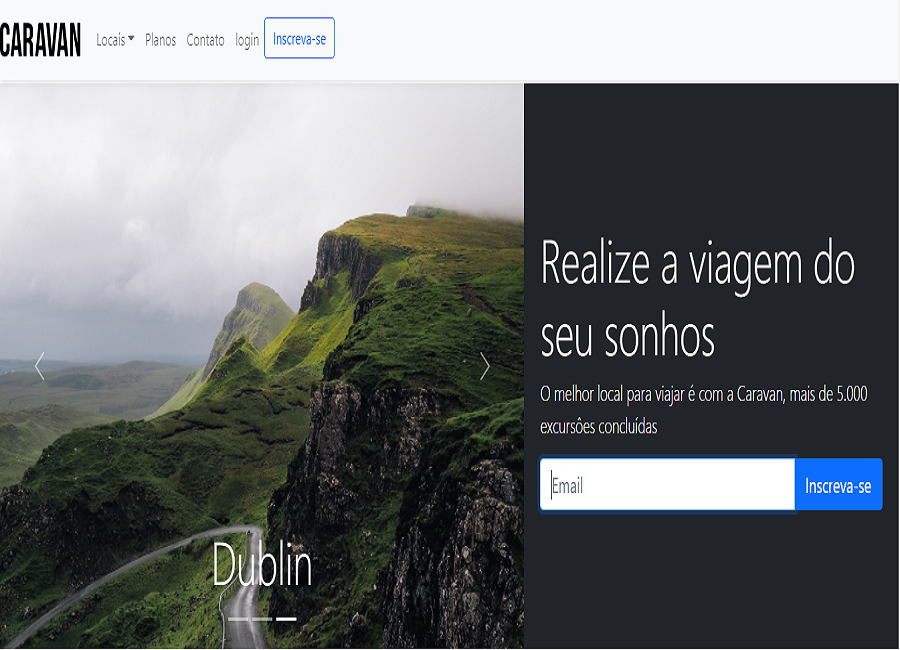 CARAVAN Locais Planos Contato login Inscreva-se
Realize a viagem do
seu sonhos
O melhor local para viajar é com a Caravan, mais de 5.000
excursões concluídas
Email Inscreva-se
Dublin